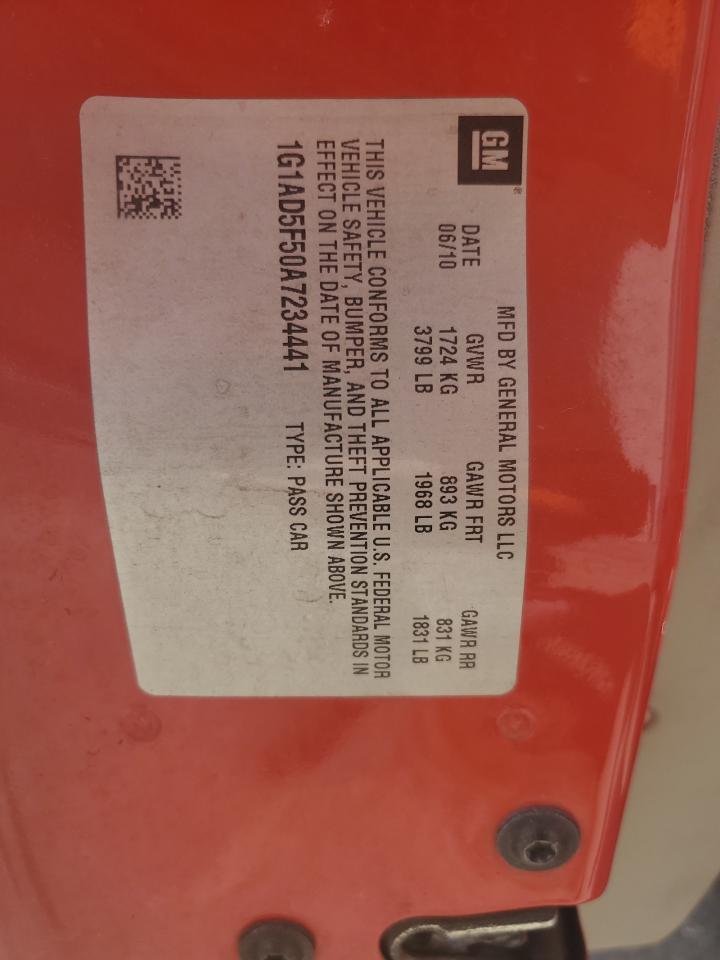 GM
MFD BY GENERAL MOTORS LLC
DATE GVWR GAWR FRT GAWR RR
06/10 1724 KG 893 KG 831 KG
3799 LB 1968 LB 1831 LB
THIS VEHICLE CONFORMS TO ALL APPLICABLE U.S. FEDERAL MOTOR
VEHICLE SAFETY, BUMPER, AND THEFT PREVENTION STANDARDS IN
EFFECT ON THE DATE OF MANUFACTURE SHOWN ABOVE.
1G1AD5F50A7234441 TYPE: PASS CAR